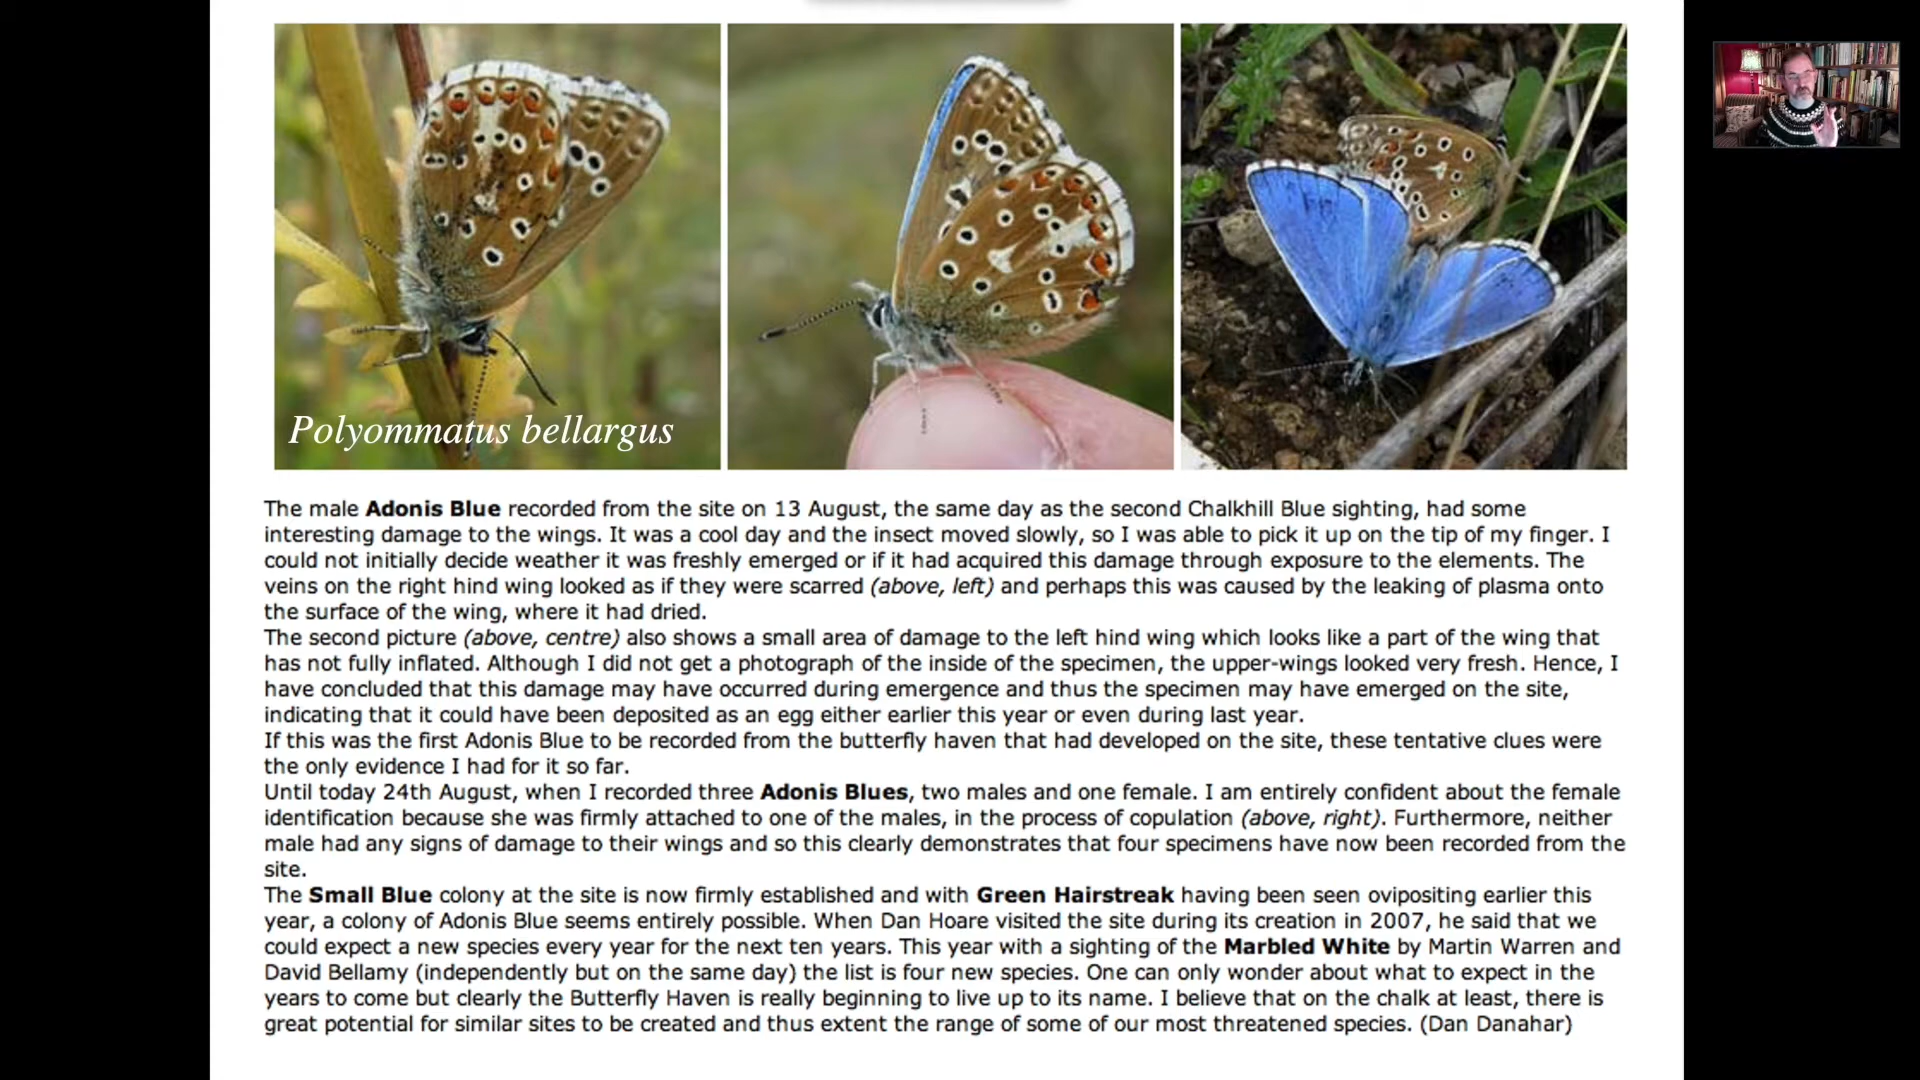 Polyommatus bellargus
The male Adonis Blue recorded from the site on 13 August, the same day as the second Chalkhill Blue sighting, had some
interesting damage to the wings. It was a cool day and the insect moved slowly, so I was able to pick it up on the tip of my finger. I
could not initially decide weather it was freshly emerged or if it had acquired this damage through exposure to the elements. The
veins on the right hind wing looked as if they were scarred (above, left) and perhaps this was caused by the leaking of plasma onto
the surface of the wing, where it had dried.
The second picture (above, centre) also shows a small area of damage to the left hind wing which looks like a part of the wing that
has not fully inflated. Although I did not get a photograph of the inside of the specimen, the upper-wings looked very fresh. Hence, I
have concluded that this damage may have occurred during emergence and thus the specimen may have emerged on the site,
indicating that it could have been deposited as an egg either earlier this year or even during last year.
If this was the first Adonis Blue to be recorded from the butterfly haven that had developed on the site, these tentative clues were
the only evidence I had for it so far.
Until today 24th August, when I recorded three Adonis Blues, two males and one female. I am entirely confident about the female
identification because she was firmly attached to one of the males, in the process of copulation (above, right). Furthermore, neither
male had any signs of damage to their wings and so this clearly demonstrates that four specimens have now been recorded from the
site.
The Small Blue colony at the site is now firmly established and with Green Hairstreak having been seen ovipositing earlier this
year, a colony of Adonis Blue seems entirely possible. When Dan Hoare visited the site during its creation in 2007, he said that we
could expect a new species every year for the next ten years. This year with a sighting of the Marbled White by Martin Warren and
David Bellamy (independently but on the same day) the list is four new species. One can only wonder about what to expect in the
years to come but clearly the Butterfly Haven is really beginning to live up to its name. I believe that on the chalk at least, there is
great potential for similar sites to be created and thus extent the range of some of our most threatened species. (Dan Danahar)